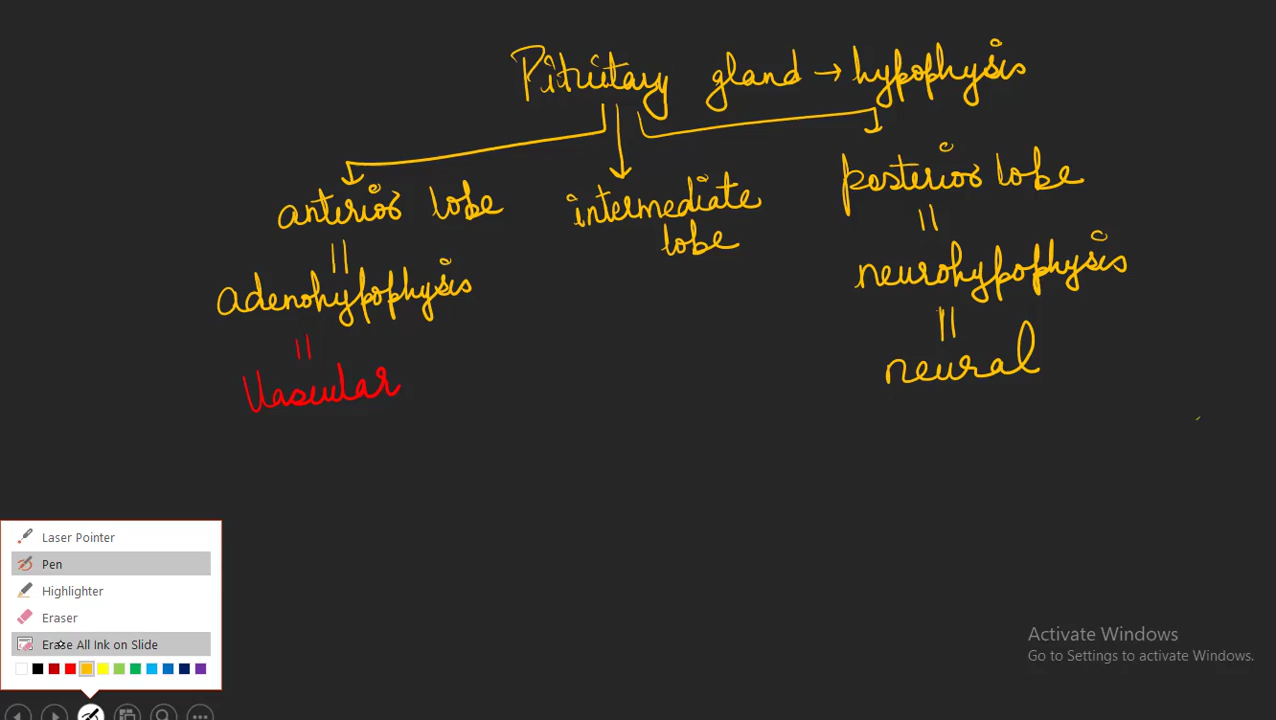 Pituitary gland → hypophysis
anterior lobe
intermediate
lobe
posterior lobe
||
adenohypophysis
||
Vascular
||
neurohypophysis
||
neural
Laser Pointer
Pen
Highlighter
Eraser
Erase All Ink on Slide
Activate Windows
Go to Settings to activate Windows.